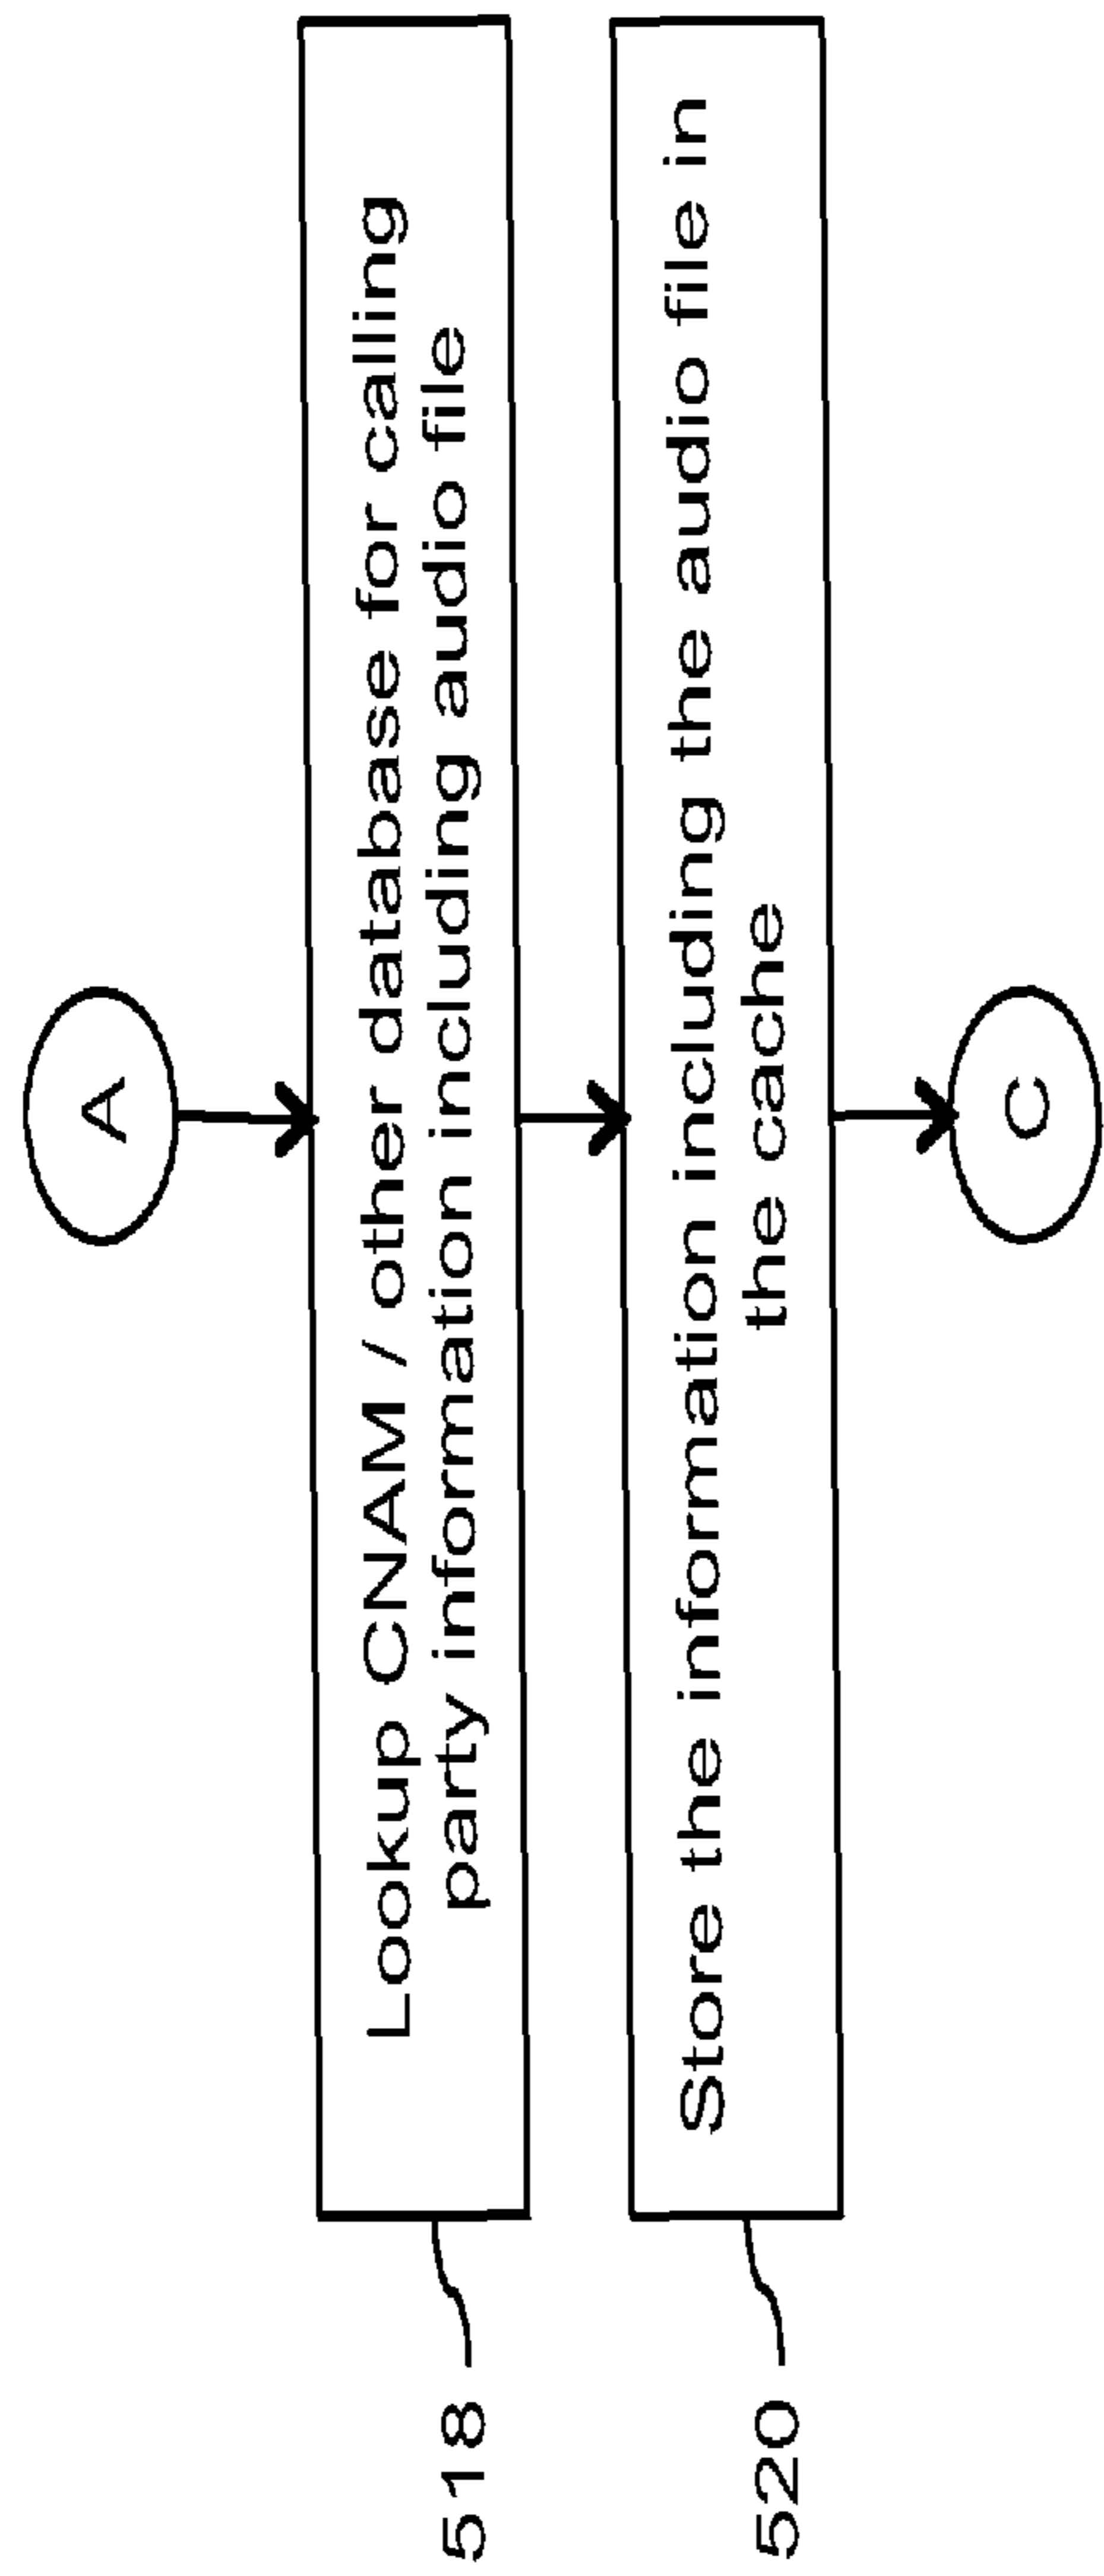 A
Lookup CNAM / other database for calling
party information including audio file
518
Store the information including the audio file in
the cache
520
C